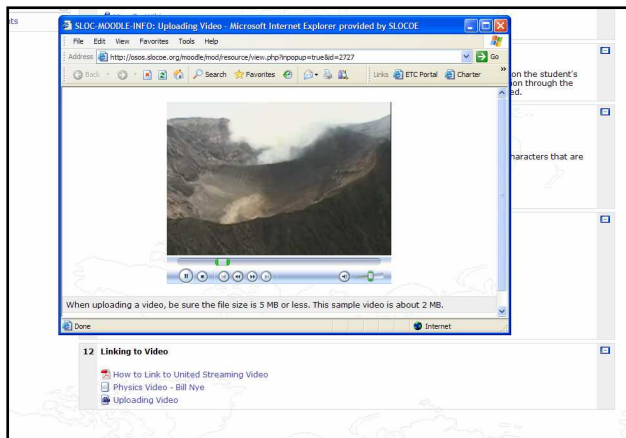 nts
SLOC-MOODLE-INFO: Uploading Video - Microsoft Internet Explorer provided by SLOCOE
File Edit View Favorites Tools Help
Address http://osos.slocoe.org/moodle/mod/resource/view.php?inpopup=true&id=2727 Go
Back Search Favorites Links ETC Portal Charter »
on the student's
on through the
ed.
haracters that are
When uploading a video, be sure the file size is 5 MB or less. This sample video is about 2 MB.
Done Internet
12 Linking to Video
How to Link to United Streaming Video
Physics Video - Bill Nye
Uploading Video